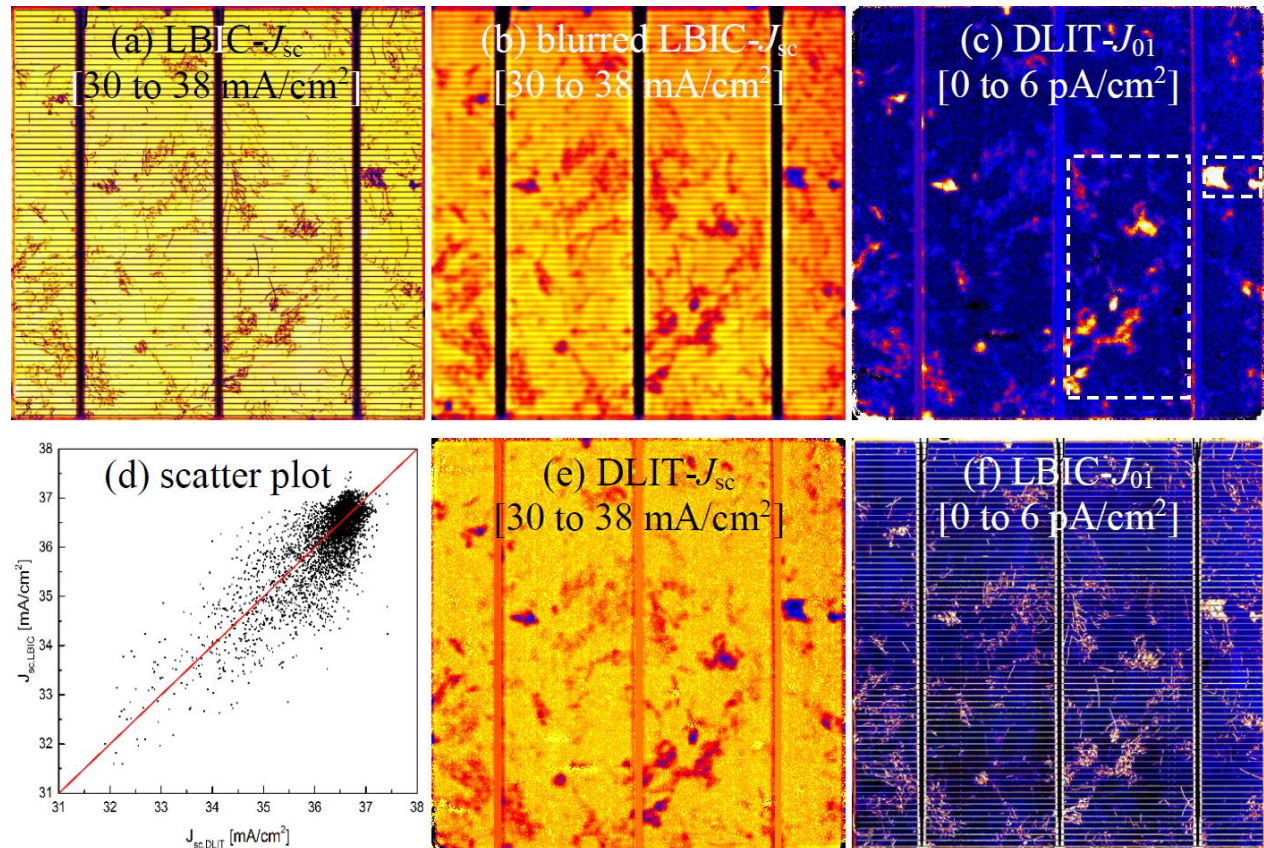 (a) LBIC-Jsc
[30 to 38 mA/cm²]
(b) blurred LBIC-Jsc
[30 to 38 mA/cm²]
(c) DLIT-J01
[0 to 6 pA/cm²]
(d) scatter plot
38
37
36
35
34
33
32
31
Jsc,LBIC [mA/cm²]
31 32 33 34 35 36 37 38
Jsc,DLIT [mA/cm²]
(e) DLIT-Jsc
[30 to 38 mA/cm²]
(f) LBIC-J01
[0 to 6 pA/cm²]